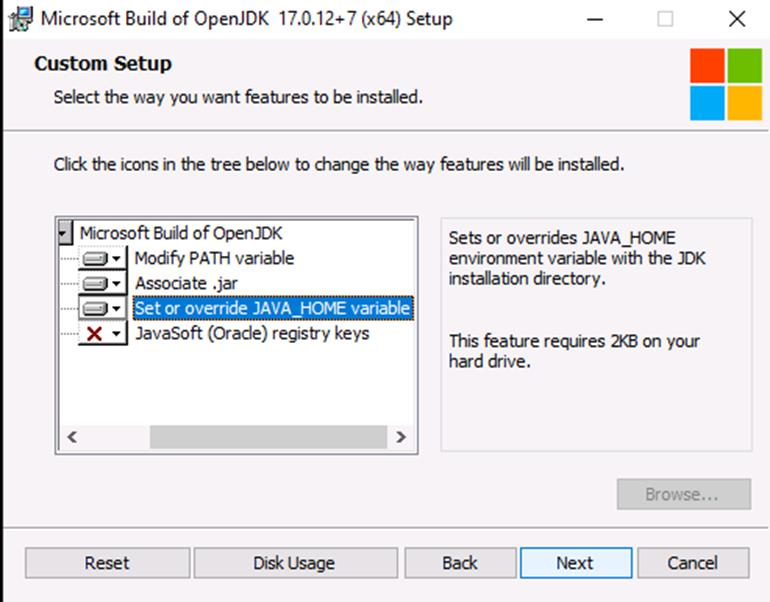 Microsoft Build of OpenJDK 17.0.12+7 (x64) Setup
Custom Setup
Select the way you want features to be installed.
Click the icons in the tree below to change the way features will be installed.
Microsoft Build of OpenJDK
Modify PATH variable
Associate .jar
Set or override JAVA_HOME variable
JavaSoft (Oracle) registry keys
Sets or overrides JAVA_HOME
environment variable with the JDK
installation directory.
This feature requires 2KB on your
hard drive.
Browse...
Reset
Disk Usage
Back
Next
Cancel